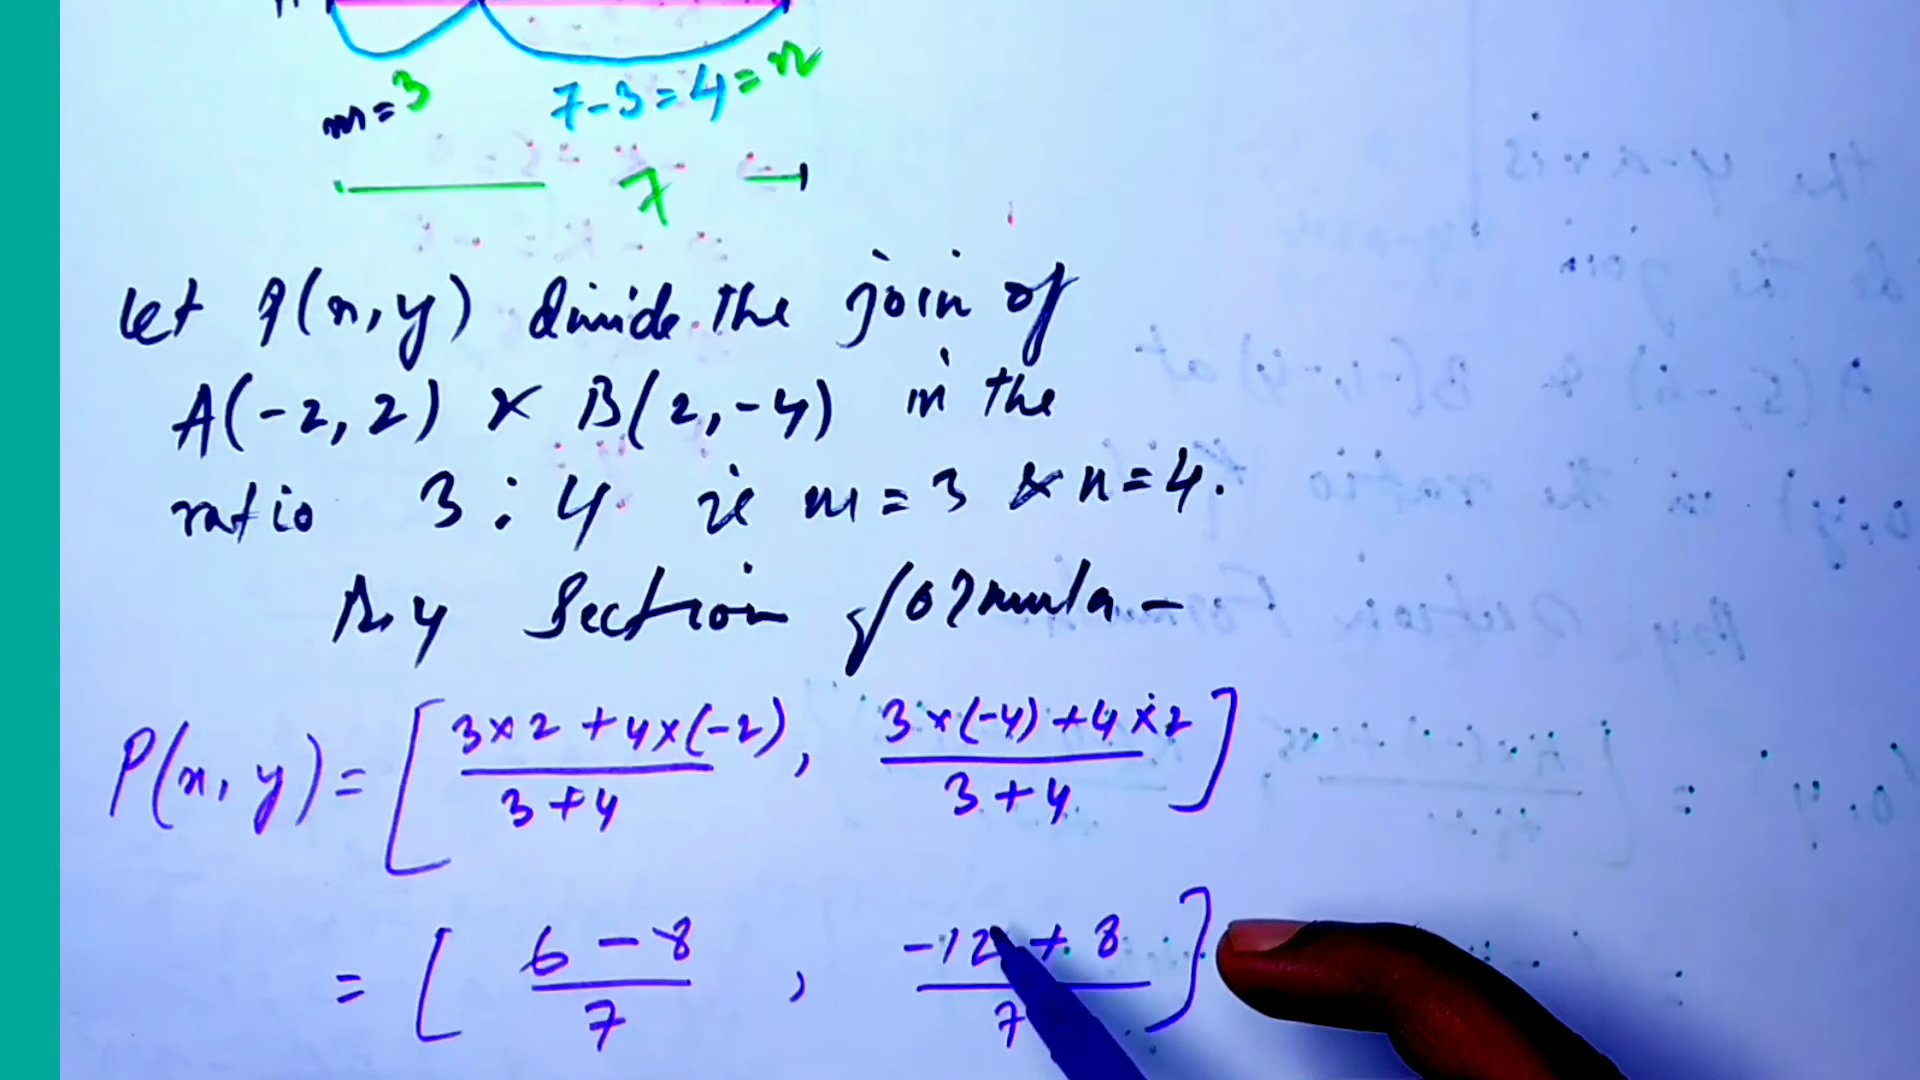 m=3 7-3=4=n
7
let P(x,y) divide the join of
A(-2,2) & B(2,-4) in the
ratio 3:4 ie m=3 & n=4.
By Section formula-
P(x,y)=[3×2+4×(-2)/3+4, 3×(-4)+4×2/3+4]
=[6-8/7, -12+8/7]